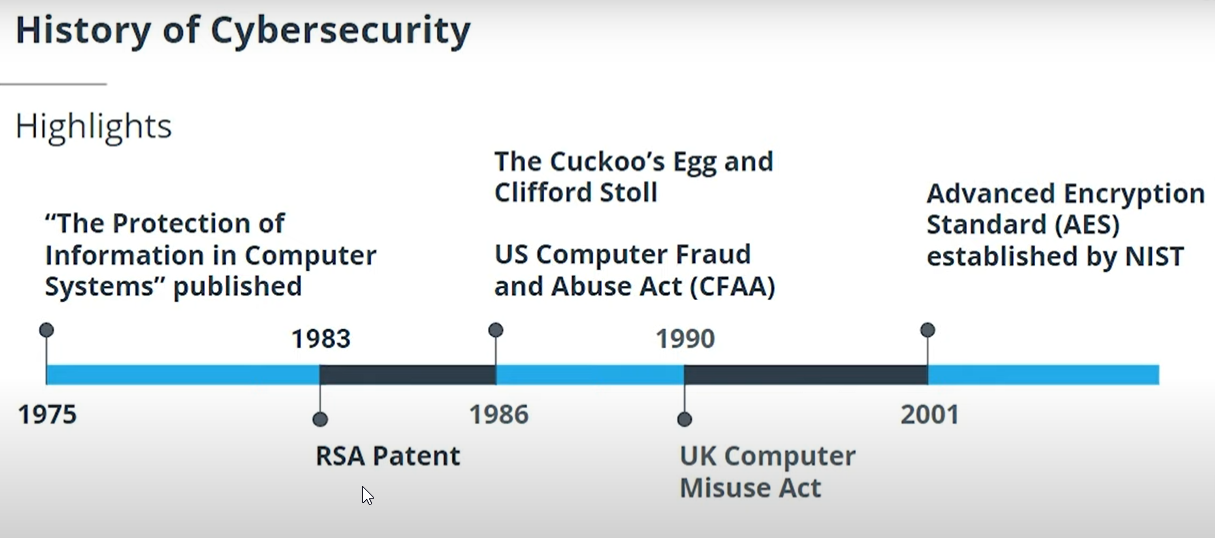 History of Cybersecurity
Highlights
“The Protection of
Information in Computer
Systems” published
1975
1983
RSA Patent
The Cuckoo’s Egg and
Clifford Stoll
US Computer Fraud
and Abuse Act (CFAA)
1986
1990
UK Computer
Misuse Act
Advanced Encryption
Standard (AES)
established by NIST
2001